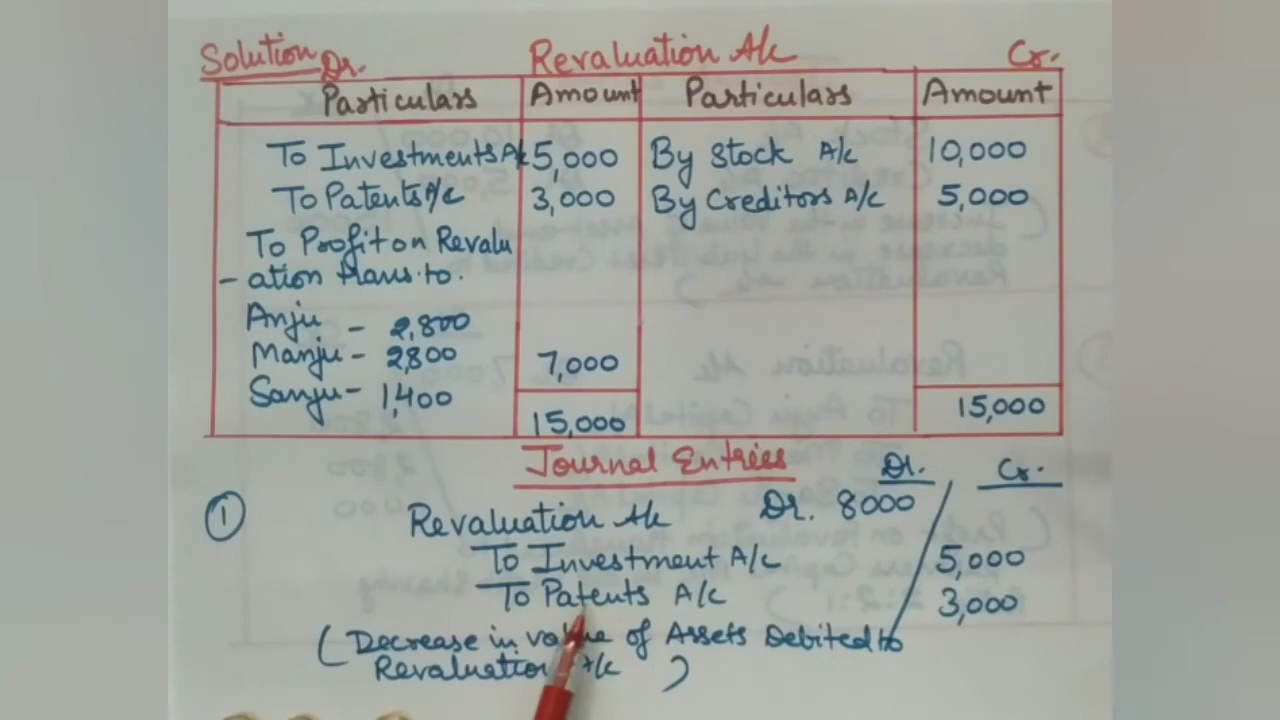 Solution Dr. Revaluation A/c Cr.
Particulars Amount Particulars Amount
To Investments A/c 5,000 By Stock A/c 10,000
To Patents A/c 3,000 By Creditors A/c 5,000
To Profit on Revalu
-ation trans. to.
Anju - 2,800
Manju - 2,800 7,000
Sanju - 1,400
15,000 15,000
Journal Entries Dr. Cr.
① Revaluation A/c Dr. 8000
To Investment A/c 5,000
To Patents A/c 3,000
( Decrease in value of Assets Debited to
Revaluation A/c )